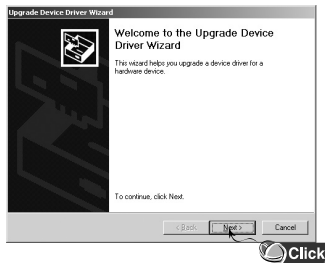 Upgrade Device Driver Wizard
Welcome to the Upgrade Device
Driver Wizard
This wizard helps you upgrade a device driver for a
hardware device.
To continue, click Next.
< Back
Next >
Cancel
Click